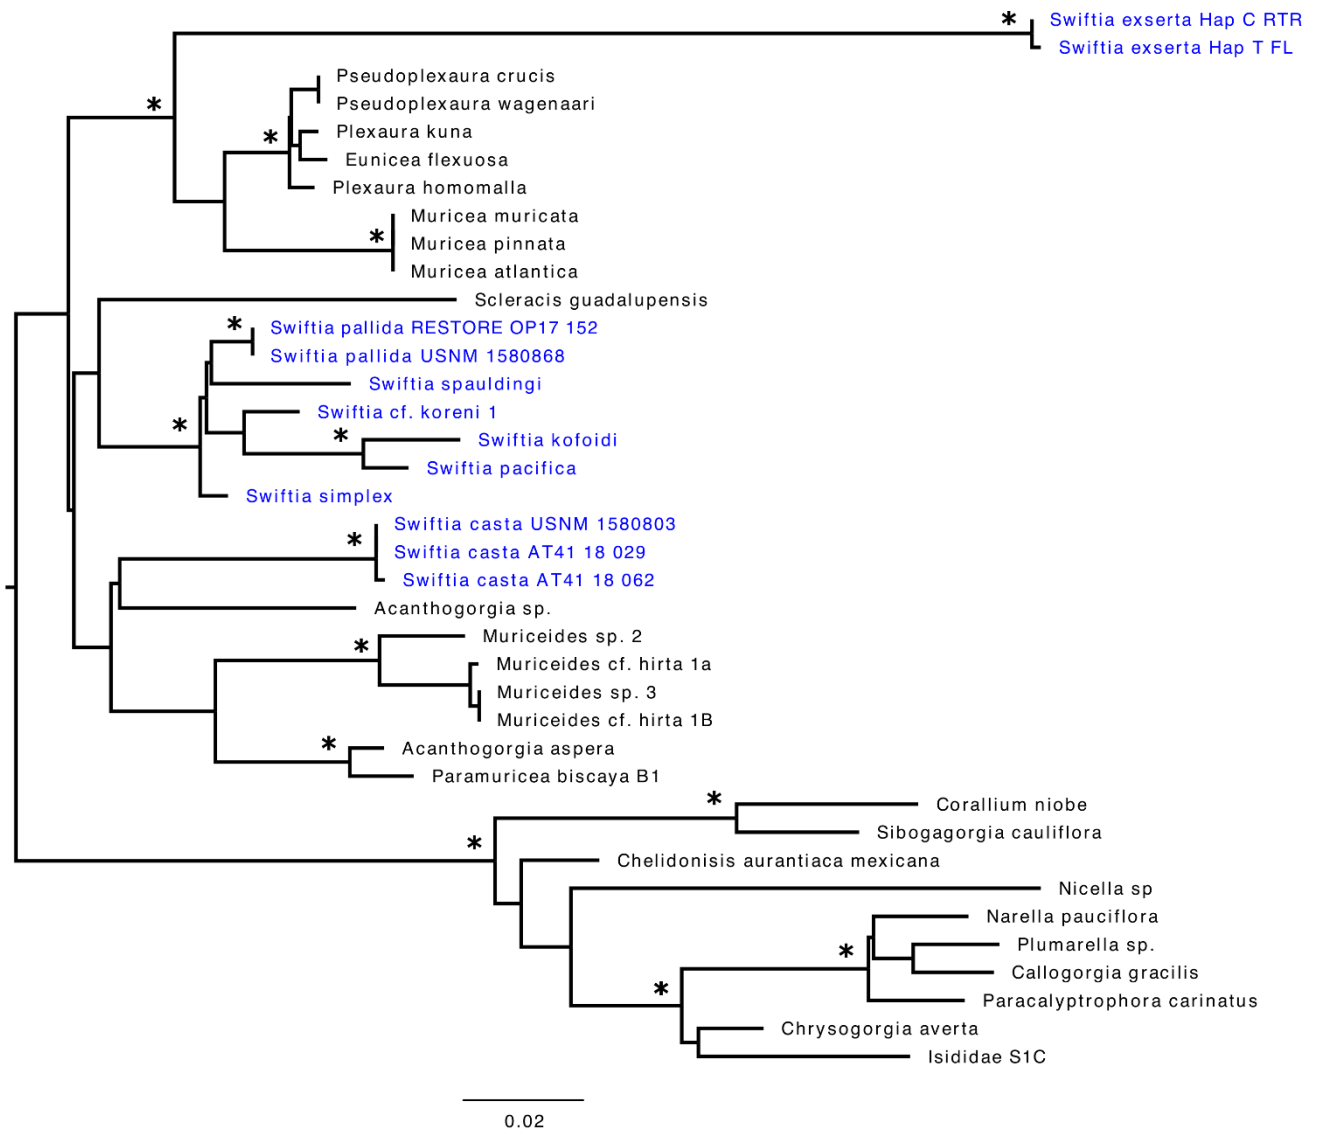 * Swiftia exserta Hap C RTR
Swiftia exserta Hap T FL
Pseudoplexaura crucis
* Pseudoplexaura wagenaari
* Plexaura kuna
Eunicea flexuosa
Plexaura homomalla
Muricea muricata
* Muricea pinnata
Muricea atlantica
Scleracis guadalupensis
* Swiftia pallida RESTORE OP17 152
Swiftia pallida USNM 1580868
Swiftia spauldingi
Swiftia cf. koreni 1
* * Swiftia kofoidi
Swiftia pacifica
Swiftia simplex
Swiftia casta USNM 1580803
* Swiftia casta AT41 18 029
Swiftia casta AT41 18 062
Acanthogorgia sp.
* Muriceides sp. 2
Muriceides cf. hirta 1a
Muriceides sp. 3
Muriceides cf. hirta 1B
* Acanthogorgia aspera
Paramuricea biscaya B1
* Corallium niobe
* Sibogagorgia cauliflora
Chelidonisis aurantiaca mexicana
Nicella sp
Narella pauciflora
* Plumarella sp.
Callogorgia gracilis
* Paracalyptrophora carinatus
Chrysogorgia averta
Isididae S1C
0.02